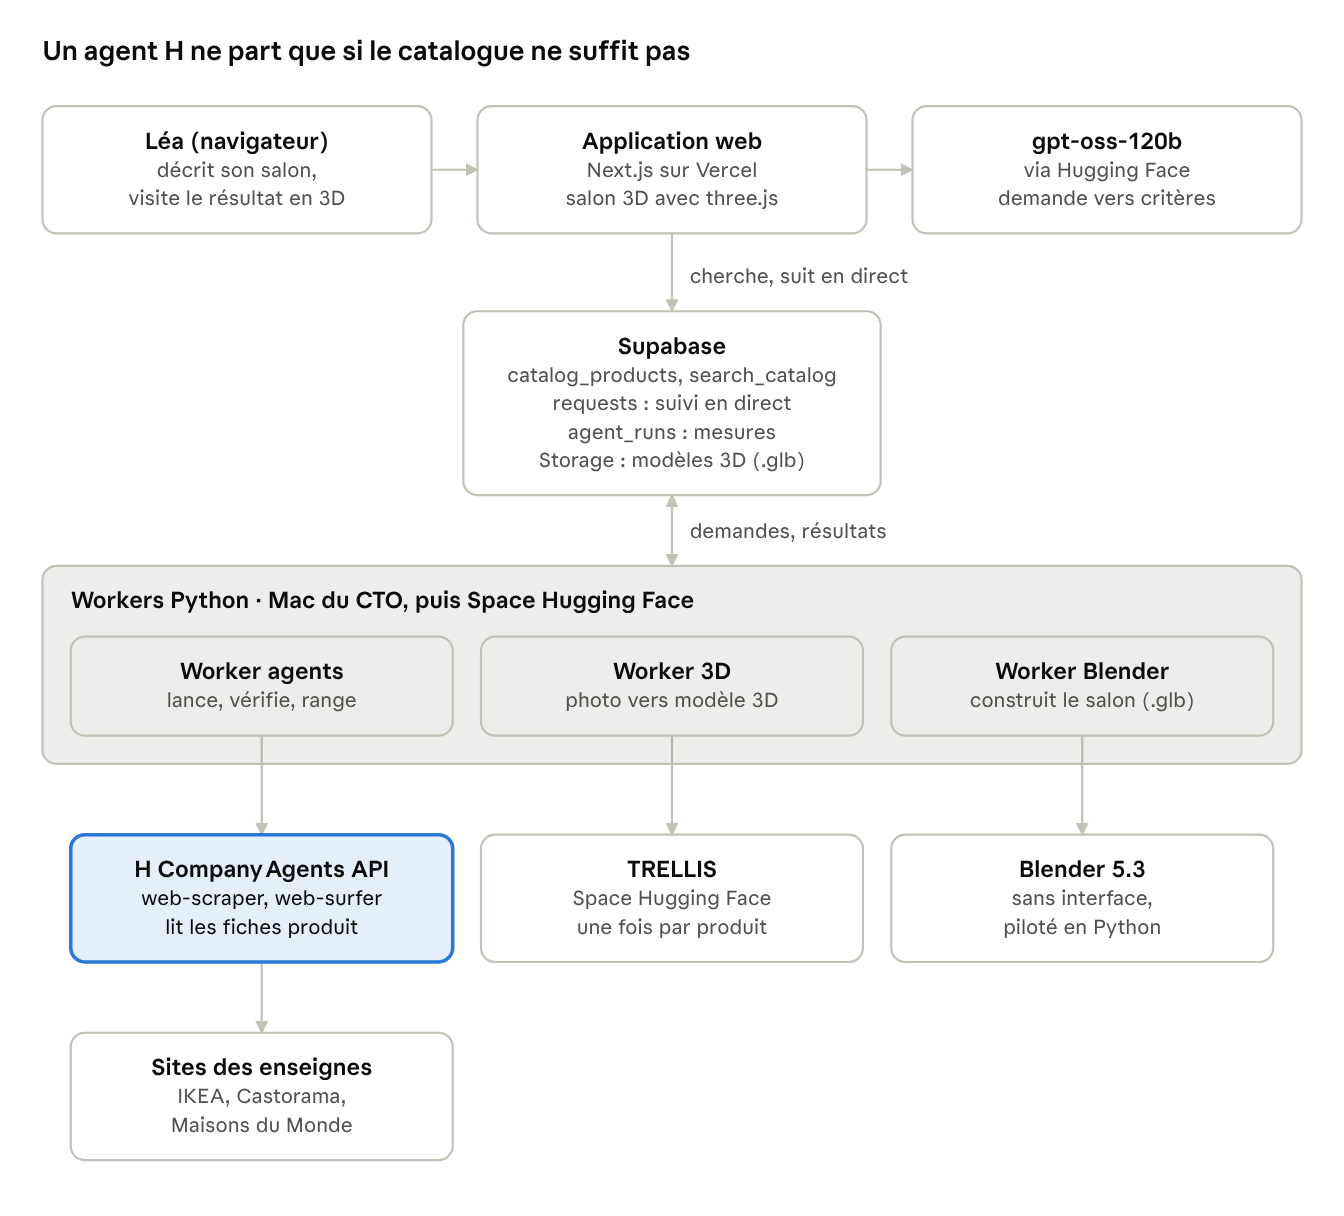 Un agent H ne part que si le catalogue ne suffit pas
Léa (navigateur)
décrit son salon,
visite le résultat en 3D
Application web
Next.js sur Vercel
salon 3D avec three.js
gpt-oss-120b
via Hugging Face
demande vers critères
cherche, suit en direct
Supabase
catalog_products, search_catalog
requests : suivi en direct
agent_runs : mesures
Storage : modèles 3D (.glb)
demandes, résultats
Workers Python · Mac du CTO, puis Space Hugging Face
Worker agents
lance, vérifie, range
Worker 3D
photo vers modèle 3D
Worker Blender
construit le salon (.glb)
H Company Agents API
web-scraper, web-surfer
lit les fiches produit
TRELLIS
Space Hugging Face
une fois par produit
Blender 5.3
sans interface,
piloté en Python
Sites des enseignes
IKEA, Castorama,
Maisons du Monde